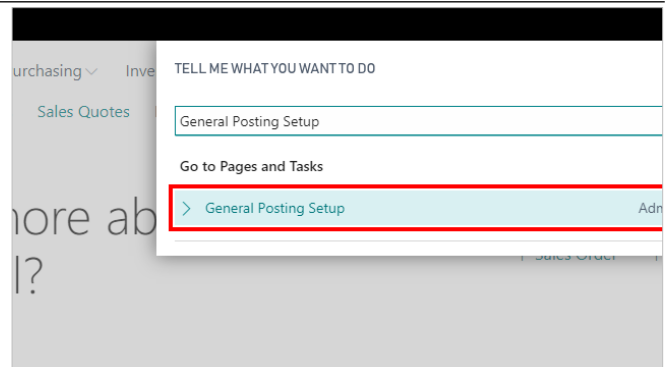 TELL ME WHAT YOU WANT TO DO
urchasing Inve
General Posting Setup
Sales Quotes
Go to Pages and Tasks
General Posting Setup Adm
nore ab
l?
Sales Order